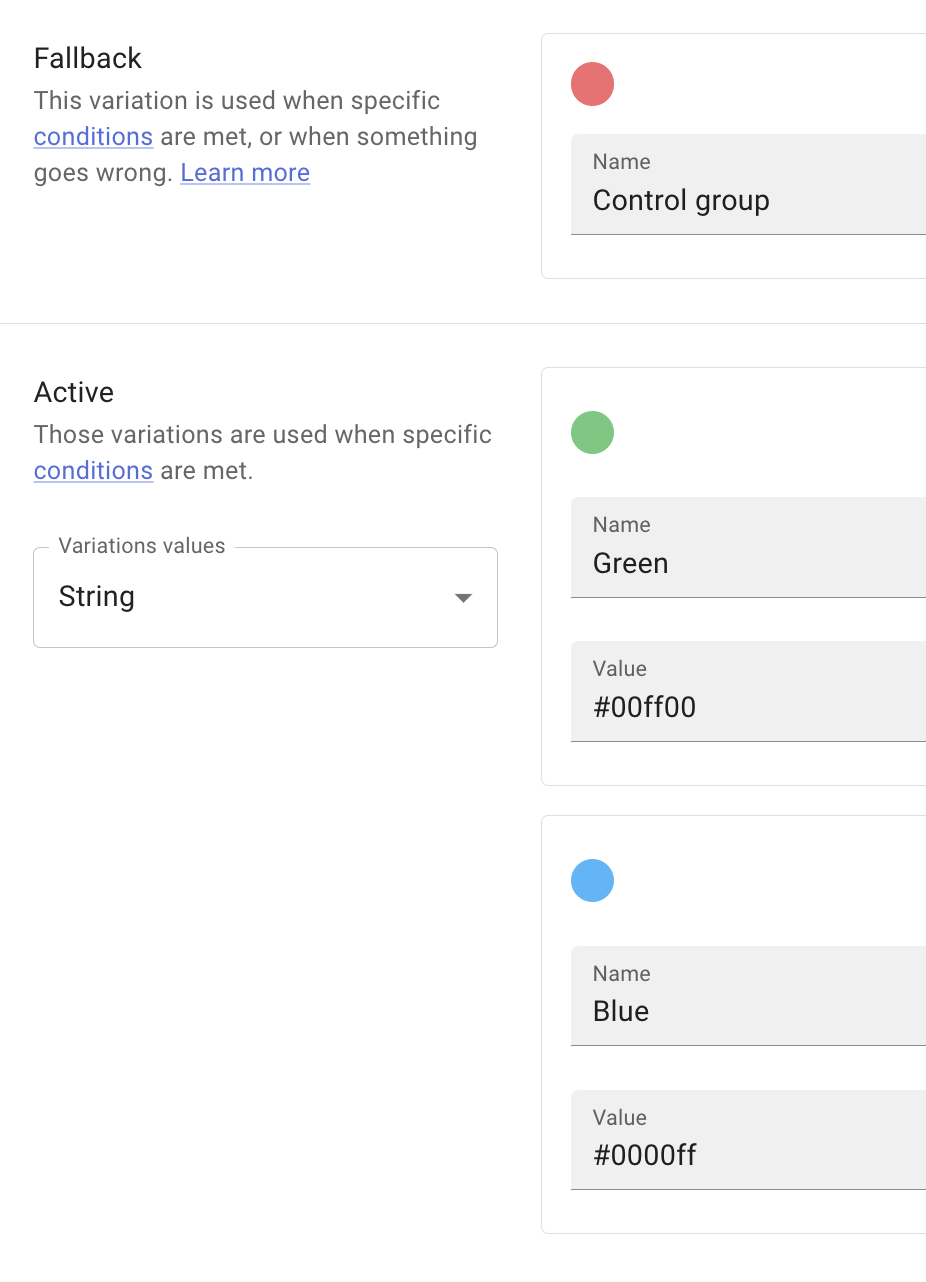 Fallback
This variation is used when specific
conditions are met, or when something
goes wrong. Learn more
Name
Control group
Active
Those variations are used when specific
conditions are met.
Variations values
String
Name
Green
Value
#00ff00
Name
Blue
Value
#0000ff